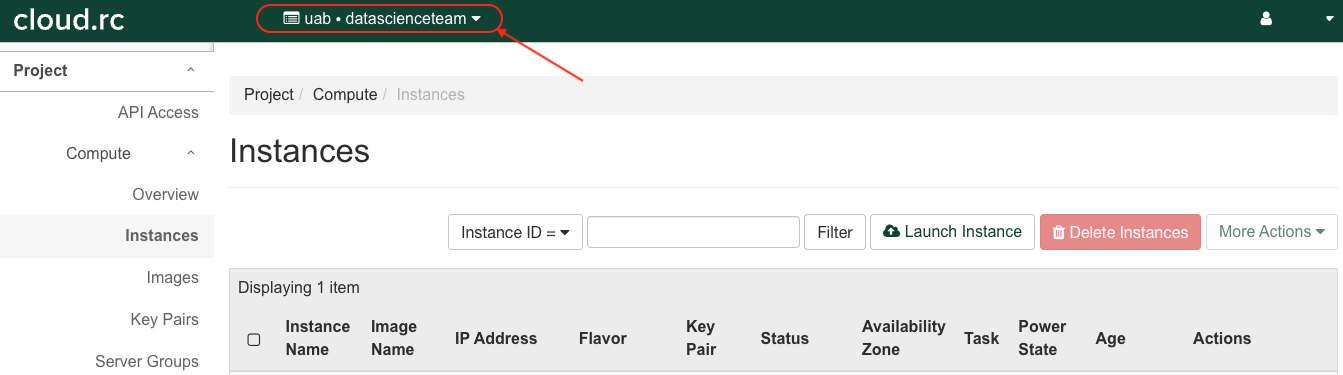 cloud.rc
uab • datascienceteam
Project
API Access
Compute
Overview
Instances
Images
Key Pairs
Server Groups
Project / Compute / Instances
Instances
Instance ID =
Filter
Launch Instance
Delete Instances
More Actions
Displaying 1 item
Instance Name
Image Name
IP Address
Flavor
Key Pair
Status
Availability Zone
Task
Power State
Age
Actions